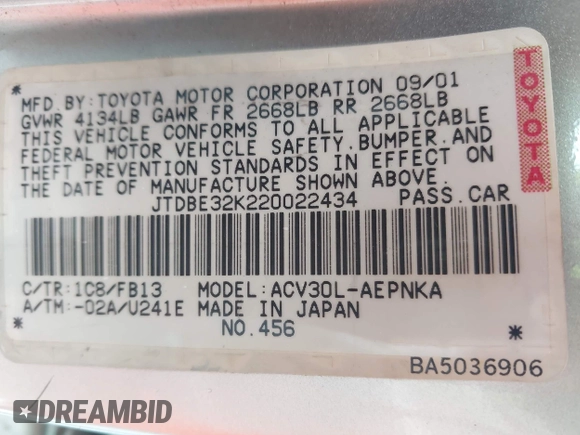 MFD.BY:TOYOTA MOTOR CORPORATION 09/01
GVWR 4134LB GAWR FR 2668LB RR 2668LB
THIS VEHICLE CONFORMS TO ALL APPLICABLE
FEDERAL MOTOR VEHICLE SAFETY.BUMPER.AND
THEFT PREVENTION STANDARDS IN EFFECT ON
THE DATE OF MANUFACTURE SHOWN ABOVE.
JTDBE32K220022434 PASS.CAR
TOYOTA
* *
C/TR:1C8/FB13 MODEL:ACV30L-AEPNKA
A/TM:-02A/U241E MADE IN JAPAN
* NO.456 *
BA5036906
DREAMBID